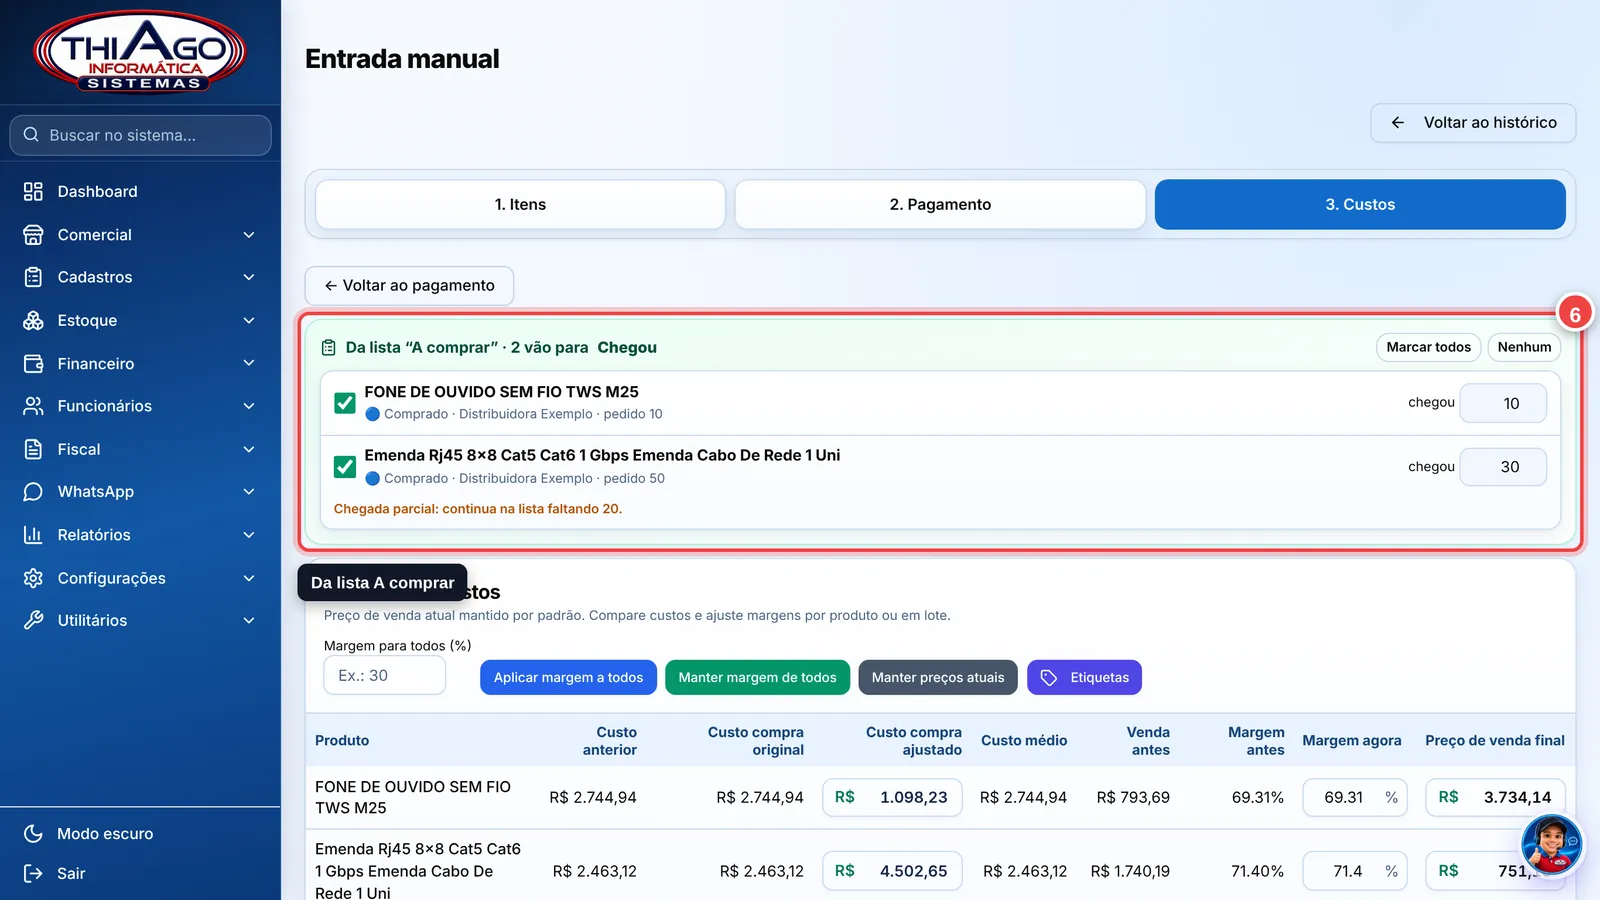 THIAGO
INFORMÁTICA
SISTEMAS
Buscar no sistema...
Dashboard
Comercial
Cadastros
Estoque
Financeiro
Funcionários
Fiscal
WhatsApp
Relatórios
Configurações
Utilitários
Modo escuro
Sair
Entrada manual
← Voltar ao histórico
1. Itens
2. Pagamento
3. Custos
← Voltar ao pagamento
6
Da lista “A comprar” · 2 vão para Chegou
Marcar todos
Nenhum
FONE DE OUVIDO SEM FIO TWS M25
Comprado · Distribuidora Exemplo · pedido 10
chegou 10
Emenda Rj45 8x8 Cat5 Cat6 1 Gbps Emenda Cabo De Rede 1 Uni
Comprado · Distribuidora Exemplo · pedido 50
chegou 30
Chegada parcial: continua na lista faltando 20.
Da lista A comprar
stos
Preço de venda atual mantido por padrão. Compare custos e ajuste margens por produto ou em lote.
Margem para todos (%)
Ex.: 30
Aplicar margem a todos
Manter margem de todos
Manter preços atuais
Etiquetas
Produto
Custo anterior
Custo compra original
Custo compra ajustado
Custo médio
Venda antes
Margem antes
Margem agora
Preço de venda final
FONE DE OUVIDO SEM FIO TWS M25
R$ 2.744,94
R$ 2.744,94
R$ 1.098,23
R$ 2.744,94
R$ 793,69
69.31%
69.31 %
R$ 3.734,14
Emenda Rj45 8x8 Cat5 Cat6 1 Gbps Emenda Cabo De Rede 1 Uni
R$ 2.463,12
R$ 2.463,12
R$ 4.502,65
R$ 2.463,12
R$ 1.740,19
71.40%
71.4 %
R$ 751,